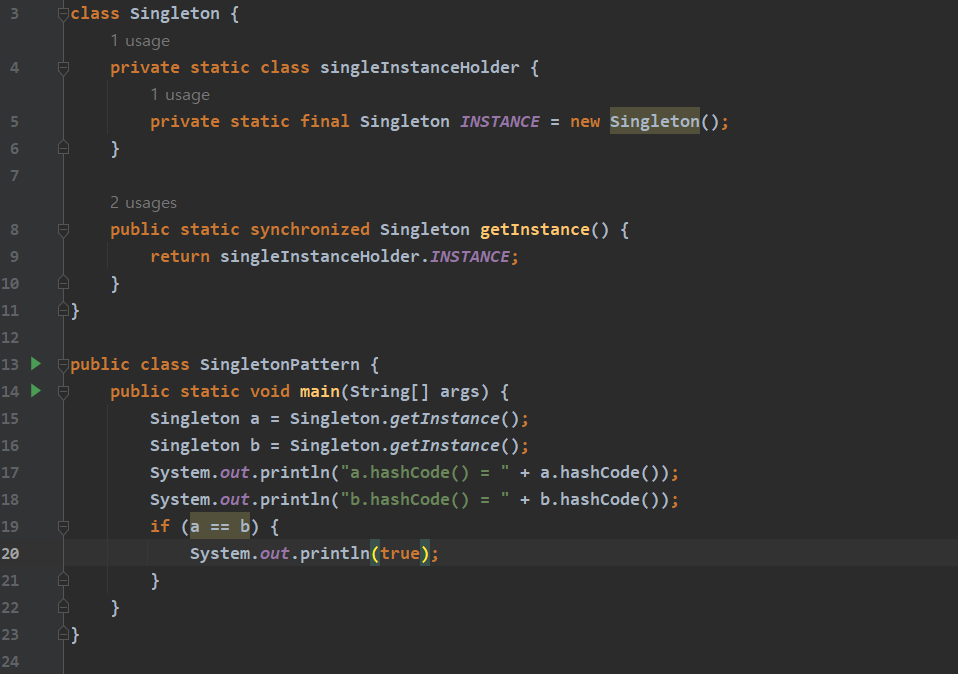 3 class Singleton {
1 usage
4 private static class singleInstanceHolder {
1 usage
5 private static final Singleton INSTANCE = new Singleton();
6 }
7
2 usages
8 public static synchronized Singleton getInstance() {
9 return singleInstanceHolder.INSTANCE;
10 }
11 }
12
13 public class SingletonPattern {
14 public static void main(String[] args) {
15 Singleton a = Singleton.getInstance();
16 Singleton b = Singleton.getInstance();
17 System.out.println("a.hashCode() = " + a.hashCode());
18 System.out.println("b.hashCode() = " + b.hashCode());
19 if (a == b) {
20 System.out.println(true);
21 }
22 }
23 }
24